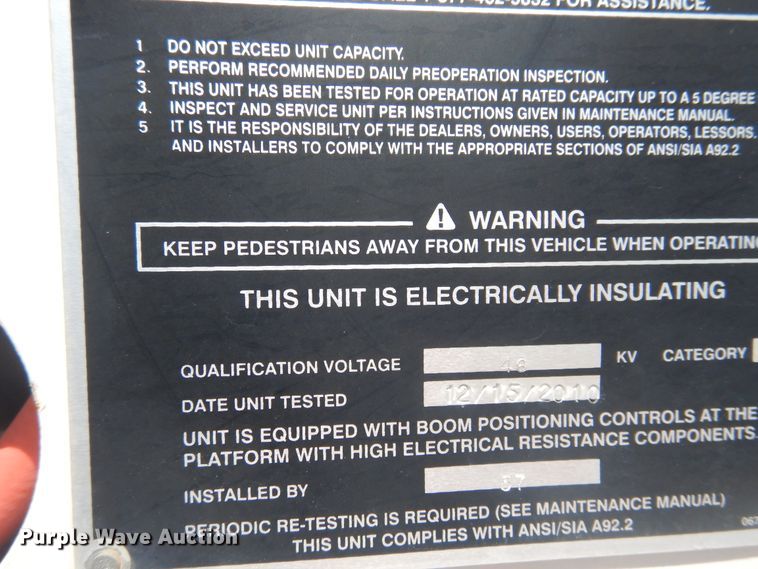 FOR ASSISTANCE.
1 DO NOT EXCEED UNIT CAPACITY.
2. PERFORM RECOMMENDED DAILY PREOPERATION INSPECTION.
3. THIS UNIT HAS BEEN TESTED FOR OPERATION AT RATED CAPACITY UP TO A 5 DEGREE
4. INSPECT AND SERVICE UNIT PER INSTRUCTIONS GIVEN IN MAINTENANCE MANUAL.
5 IT IS THE RESPONSIBILITY OF THE DEALERS, OWNERS, USERS, OPERATORS, LESSORS.
AND INSTALLERS TO COMPLY WITH THE APPROPRIATE SECTIONS OF ANSI/SIA A92.2
WARNING
KEEP PEDESTRIANS AWAY FROM THIS VEHICLE WHEN OPERATING
THIS UNIT IS ELECTRICALLY INSULATING
QUALIFICATION VOLTAGE 46 KV CATEGORY
DATE UNIT TESTED 12/15/2010
UNIT IS EQUIPPED WITH BOOM POSITIONING CONTROLS AT THE
PLATFORM WITH HIGH ELECTRICAL RESISTANCE COMPONENTS.
INSTALLED BY 67
PERIODIC RE-TESTING IS REQUIRED (SEE MAINTENANCE MANUAL)
THIS UNIT COMPLIES WITH ANSI/SIA A92.2
Purple Wave Auction